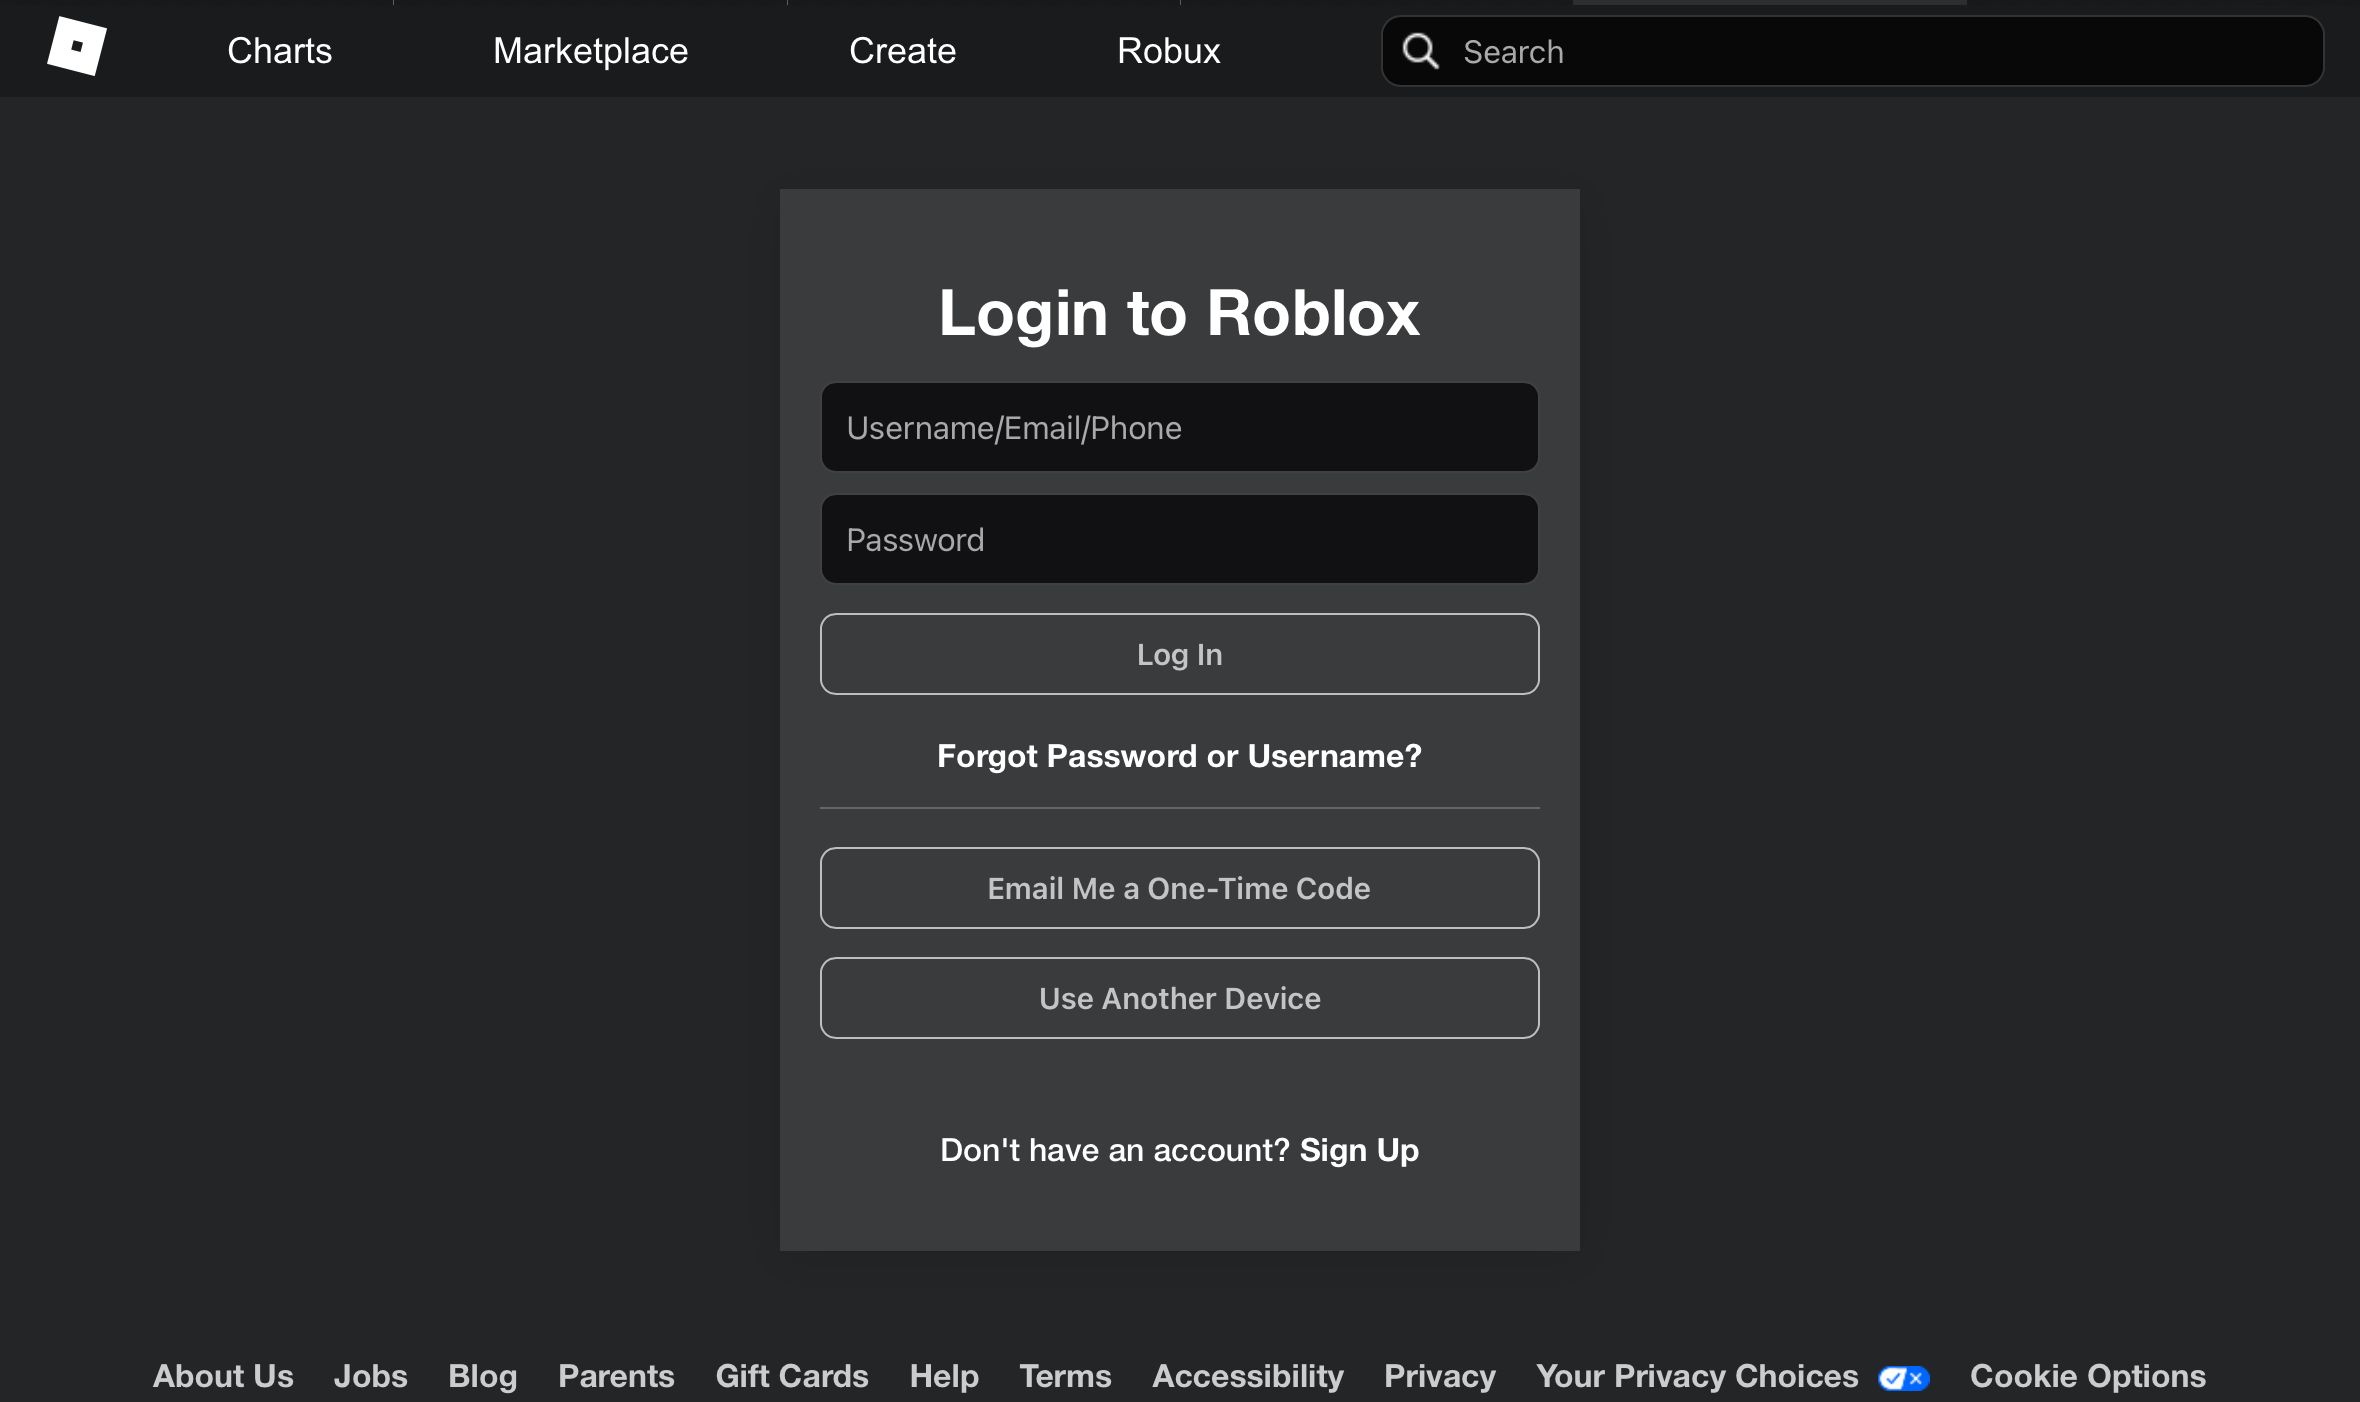 Charts Marketplace Create Robux Search
Login to Roblox
Username/Email/Phone
Password
Log In
Forgot Password or Username?
Email Me a One-Time Code
Use Another Device
Don't have an account? Sign Up
About Us Jobs Blog Parents Gift Cards Help Terms Accessibility Privacy Your Privacy Choices Cookie Options